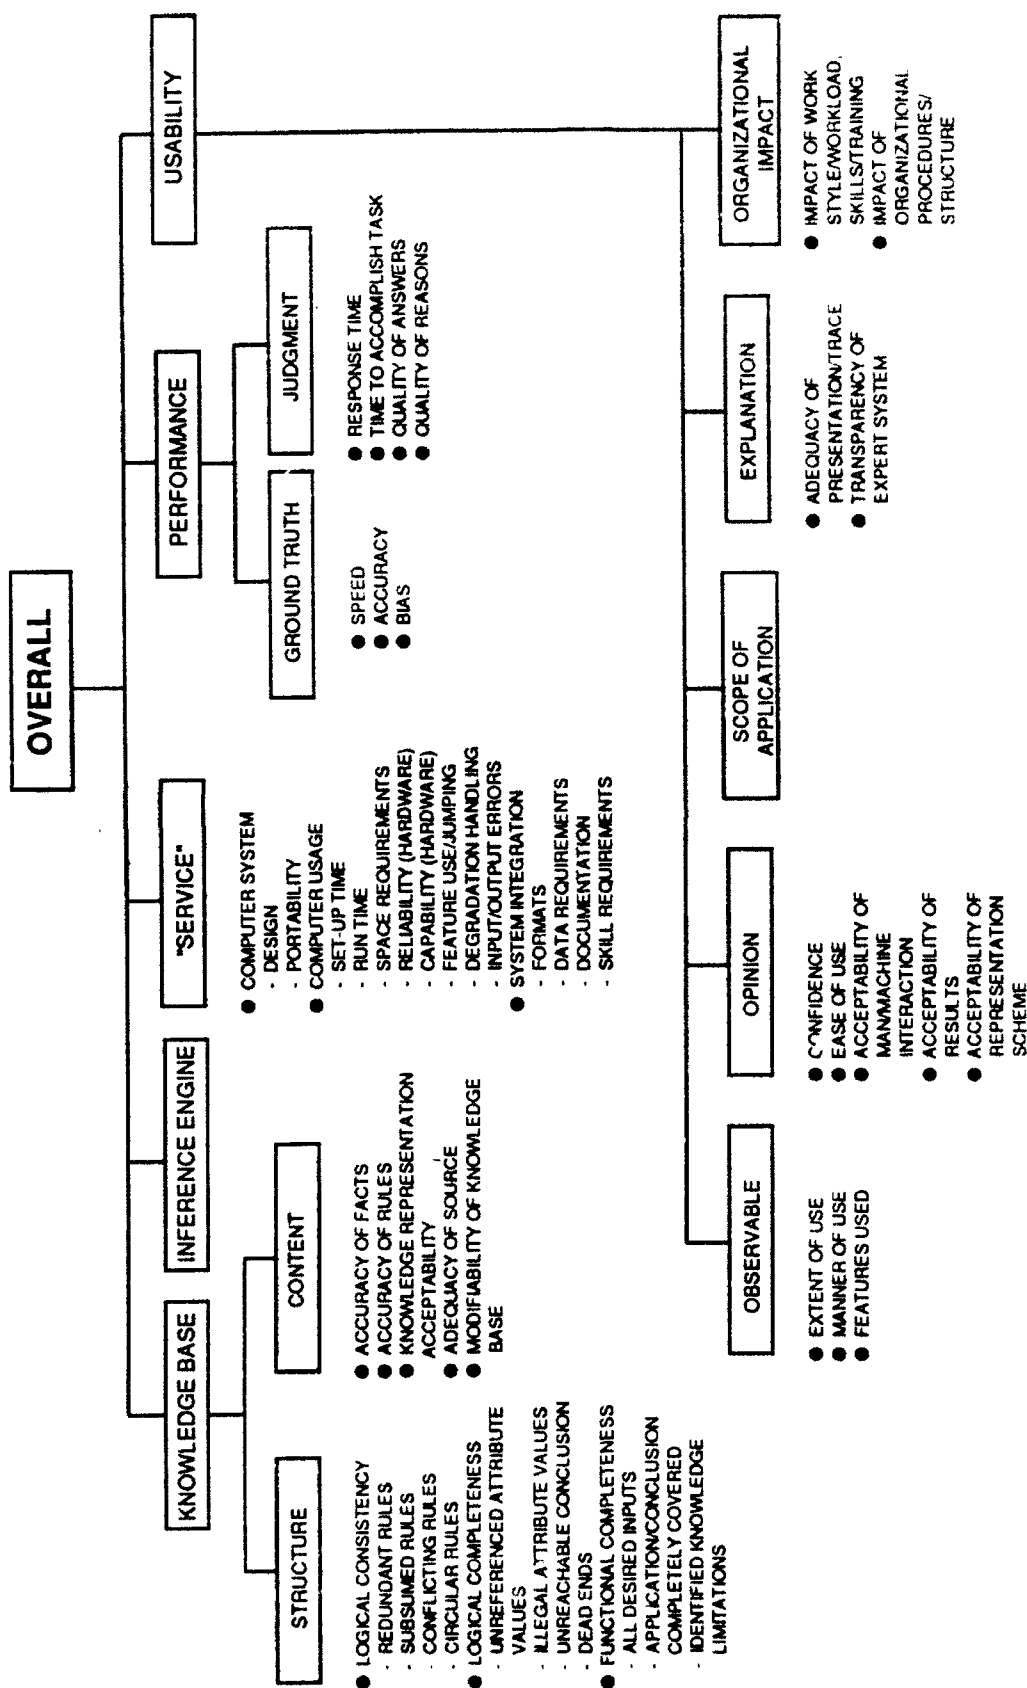 OVERALL
KNOWLEDGE BASE
INFERENCE ENGINE
"SERVICE"
PERFORMANCE
USABILITY
STRUCTURE
● LOGICAL CONSISTENCY
- REDUNDANT RULES
- SUBSUMED RULES
- CONFLICTING RULES
- CIRCULAR RULES
● LOGICAL COMPLETENESS
- UNREFERENCED ATTRIBUTE
VALUES
- ILLEGAL ATTRIBUTE VALUES
- UNREACHABLE CONCLUSION
- DEAD ENDS
● FUNCTIONAL COMPLETENESS
- ALL DESIRED INPUTS
- APPLICATION/CONCLUSION
COMPLETELY COVERED
- IDENTIFIED KNOWLEDGE
LIMITATIONS
CONTENT
● ACCURACY OF FACTS
● ACCURACY OF RULES
● KNOWLEDGE REPRESENTATION
ACCEPTABILITY
● ADEQUACY OF SOURCE
● MODIFIABILITY OF KNOWLEDGE
BASE
● COMPUTER SYSTEM
- DESIGN
- PORTABILITY
● COMPUTER USAGE
- SET-UP TIME
- RUN TIME
- SPACE REQUIREMENTS
- RELIABILITY (HARDWARE)
- CAPABILITY (HARDWARE)
- FEATURE USE/JUMPING
- DEGRADATION HANDLING
- INPUT/OUTPUT ERRORS
● SYSTEM INTEGRATION
- FORMATS
- DATA REQUIREMENTS
- DOCUMENTATION
- SKILL REQUIREMENTS
GROUND TRUTH
● SPEED
● ACCURACY
● BIAS
JUDGMENT
● RESPONSE TIME
● TIME TO ACCOMPLISH TASK
● QUALITY OF ANSWERS
● QUALITY OF REASONS
OBSERVABLE
● EXTENT OF USE
● MANNER OF USE
● FEATURES USED
OPINION
● CONFIDENCE
● EASE OF USE
● ACCEPTABILITY OF
MAN/MACHINE
INTERACTION
● ACCEPTABILITY OF
RESULTS
● ACCEPTABILITY OF
REPRESENTATION
SCHEME
SCOPE OF
APPLICATION
EXPLANATION
● ADEQUACY OF
PRESENTATION/TRACE
● TRANSPARENCY OF
EXPERT SYSTEM
ORGANIZATIONAL
IMPACT
● IMPACT OF WORK
STYLE/WORKLOAD,
SKILLS/TRAINING
● IMPACT OF
ORGANIZATIONAL
PROCEDURES/
STRUCTURE